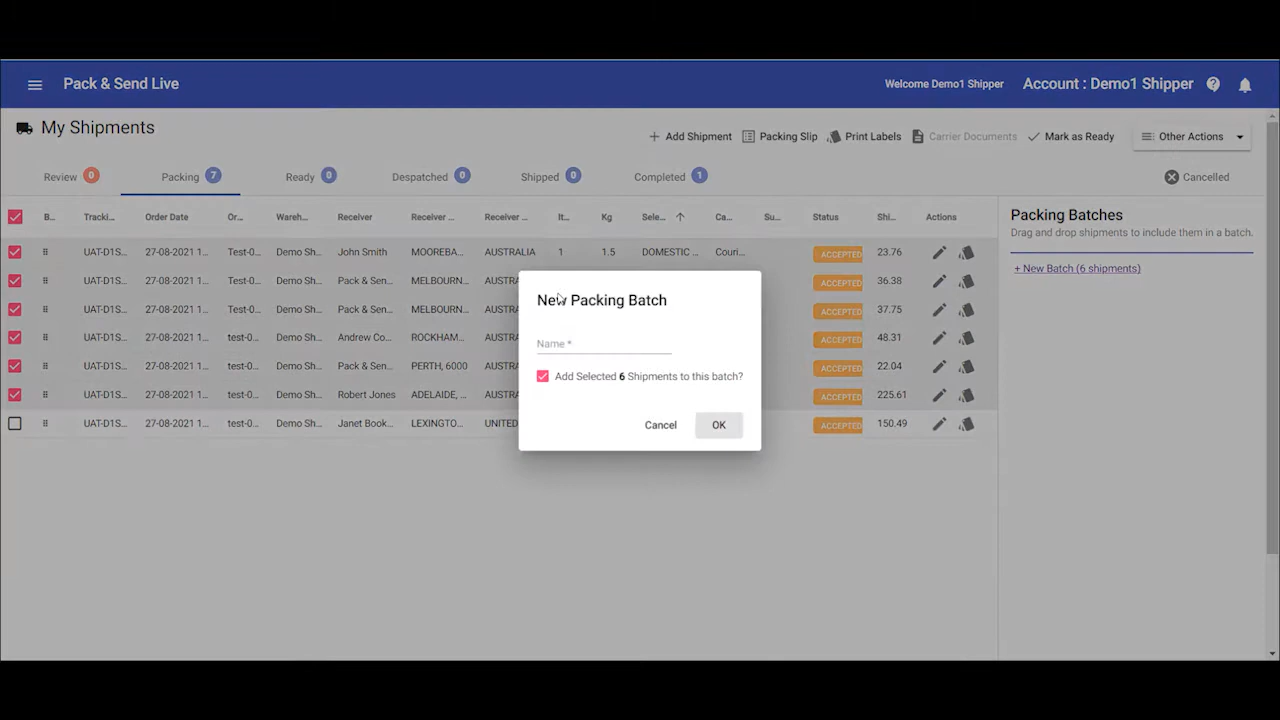 Pack & Send Live
Welcome Demo1 Shipper
Account : Demo1 Shipper
My Shipments
Add Shipment
Packing Slip
Print Labels
Carrier Documents
Mark as Ready
Other Actions
Review 0
Packing 7
Ready 0
Despatched 0
Shipped 0
Completed 1
Cancelled
B... Tracki... Order Date Or... Wareh... Receiver Receiver ... Receiver ... It... Kg Sele... Ca... Su... Status Shi... Actions
UAT-D1S... 27-08-2021 1... Test-0... Demo Sh... John Smith MOOREBA... AUSTRALIA 1 1.5 DOMESTIC ... Couri... ACCEPTED 23.76
UAT-D1S... 27-08-2021 1... Test-0... Demo Sh... Pack & Sen... MELBOURN... AUSTRA ACCEPTED 36.38
UAT-D1S... 27-08-2021 1... Test-0... Demo Sh... Pack & Sen... MELBOURN... AUSTRA ACCEPTED 37.75
UAT-D1S... 27-08-2021 1... test-0... Demo Sh... Andrew Co... ROCKHAM... AUSTRA ACCEPTED 48.31
UAT-D1S... 27-08-2021 1... test-0... Demo Sh... Pack & Sen... PERTH, 6000 AUSTRA ACCEPTED 22.04
UAT-D1S... 27-08-2021 1... test-0... Demo Sh... Robert Jones ADELAIDE, ... AUSTRA ACCEPTED 225.61
UAT-D1S... 27-08-2021 1... test-0... Demo Sh... Janet Book... LEXINGTO... UNITED ACCEPTED 150.49
Packing Batches
Drag and drop shipments to include them in a batch.
+ New Batch (6 shipments)
New Packing Batch
Name *
Add Selected 6 Shipments to this batch?
Cancel
OK